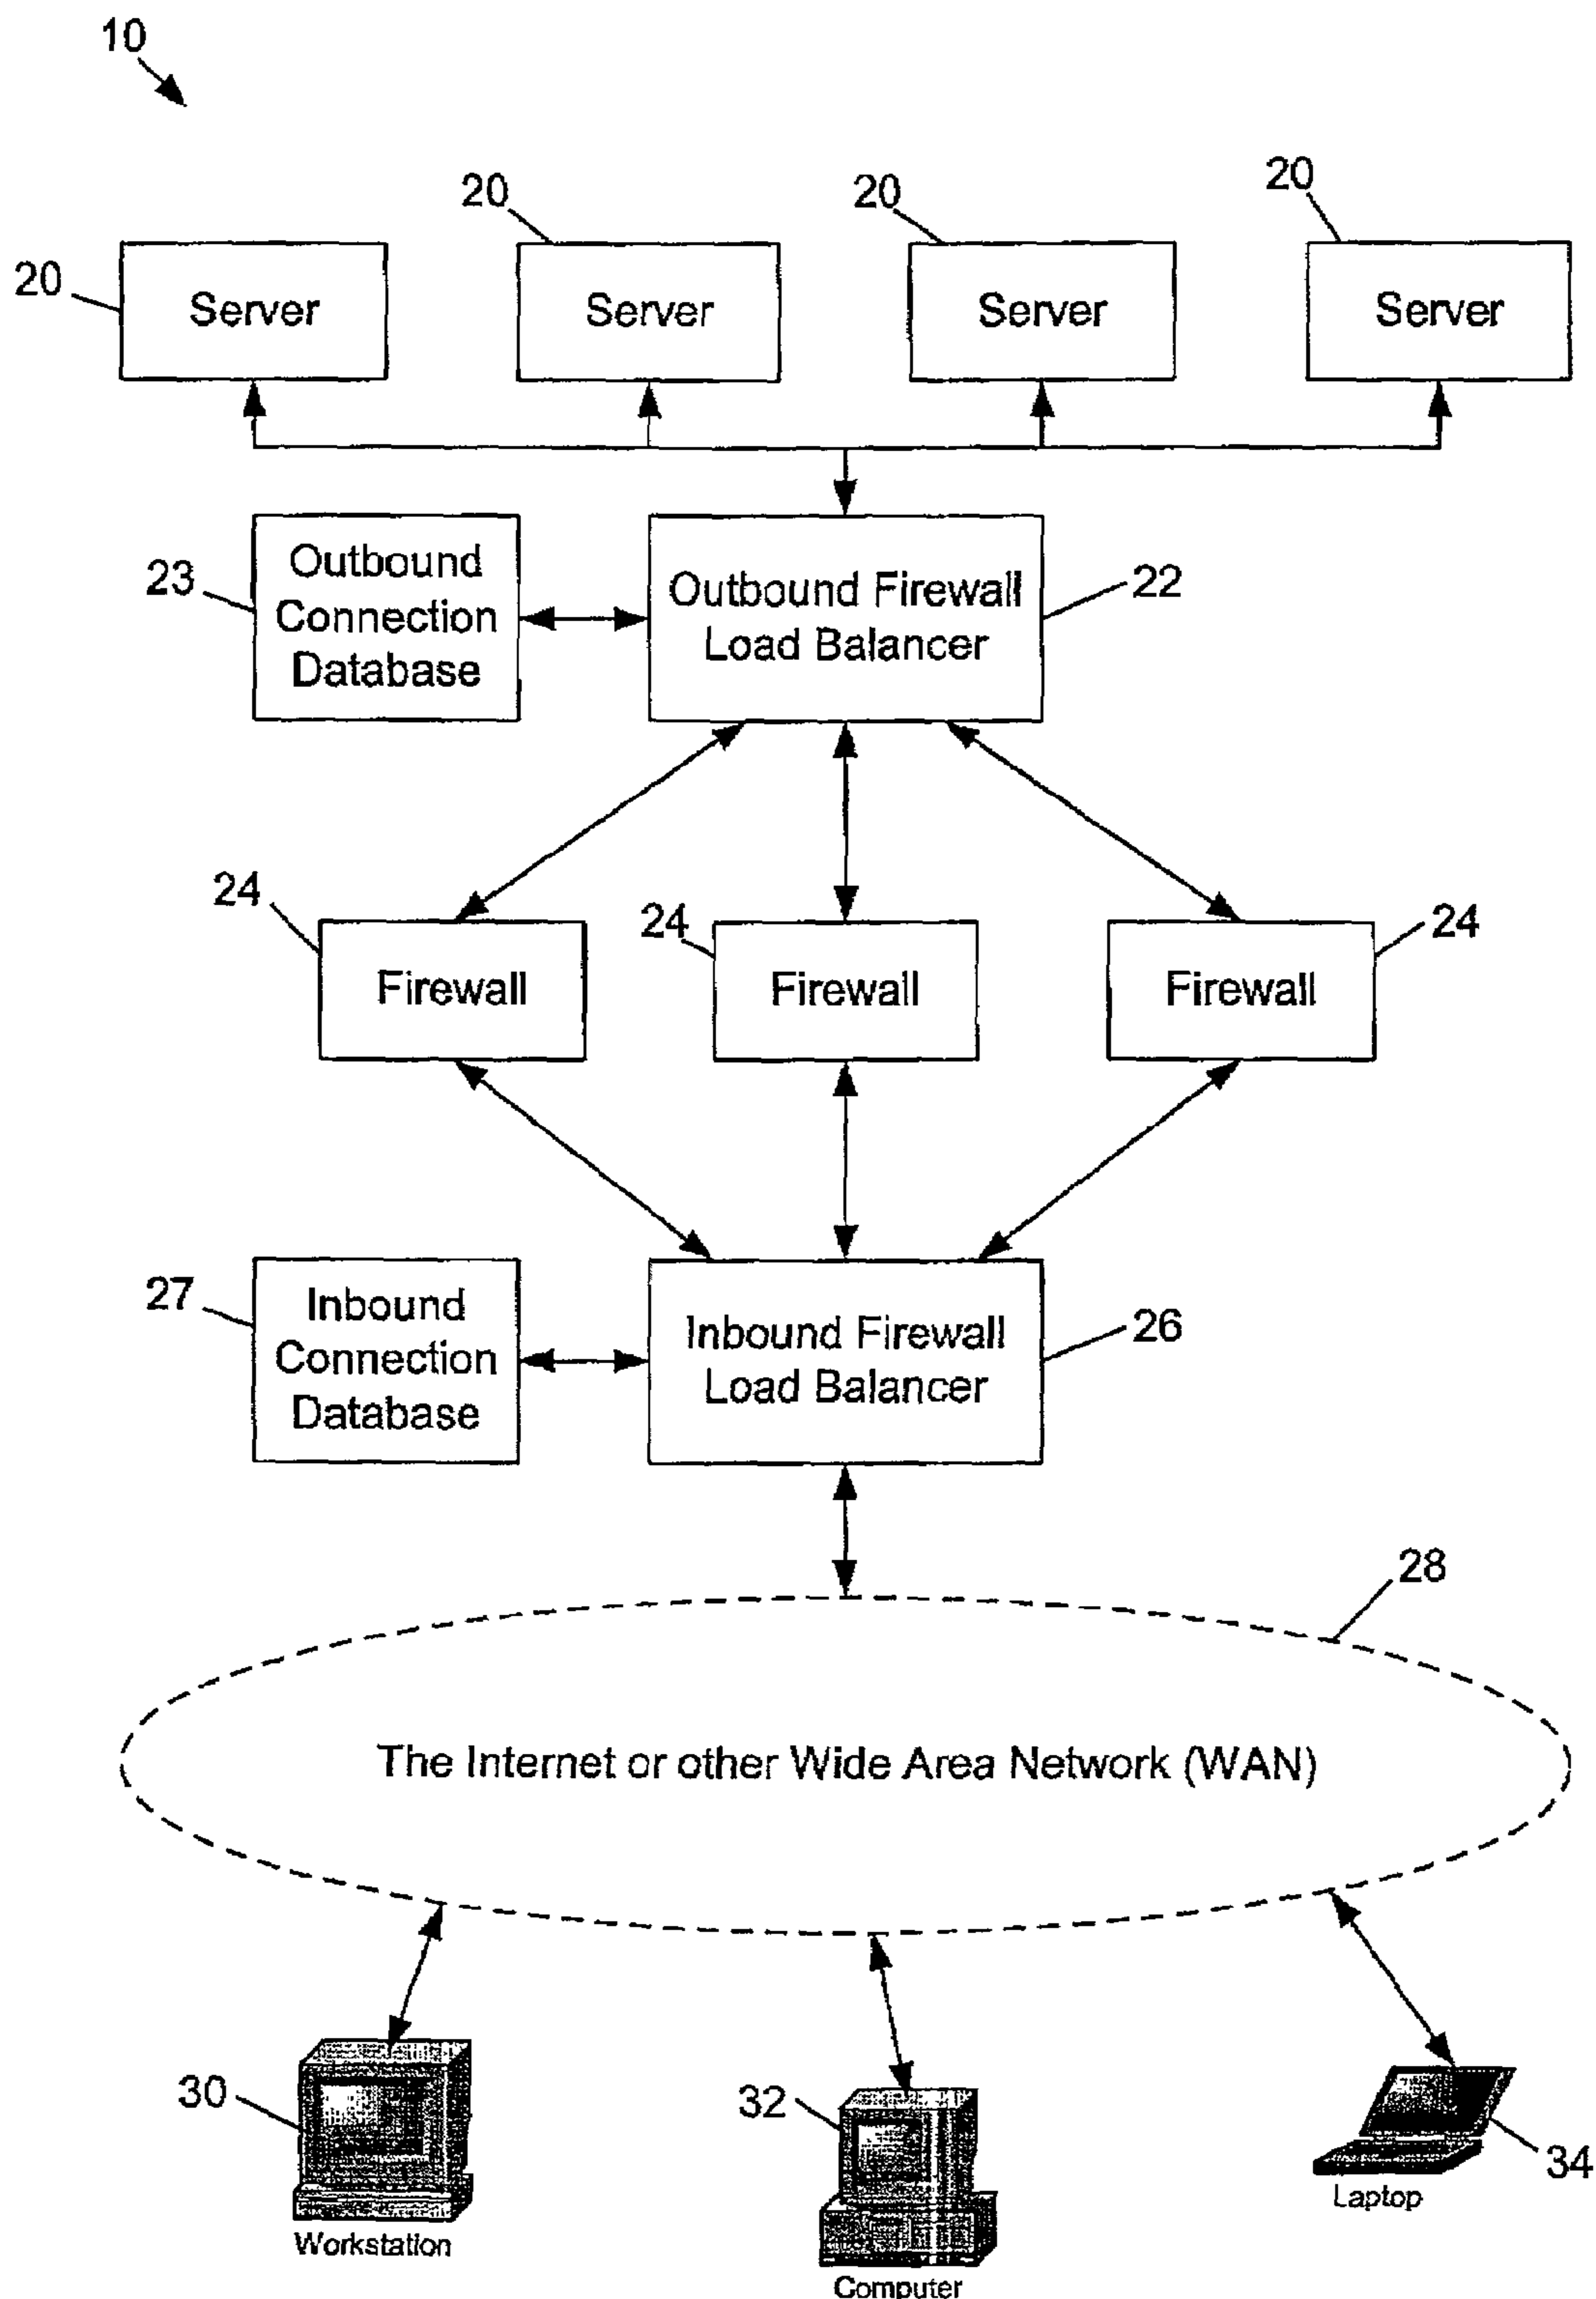 10
20
20
20
20
Server
Server
Server
Server
23
Outbound
Connection
Database
Outbound Firewall
Load Balancer
22
24
Firewall
24
Firewall
24
Firewall
27
Inbound
Connection
Database
Inbound Firewall
Load Balancer
26
28
The Internet or other Wide Area Network (WAN)
30
Workstation
32
Computer
34
Laptop